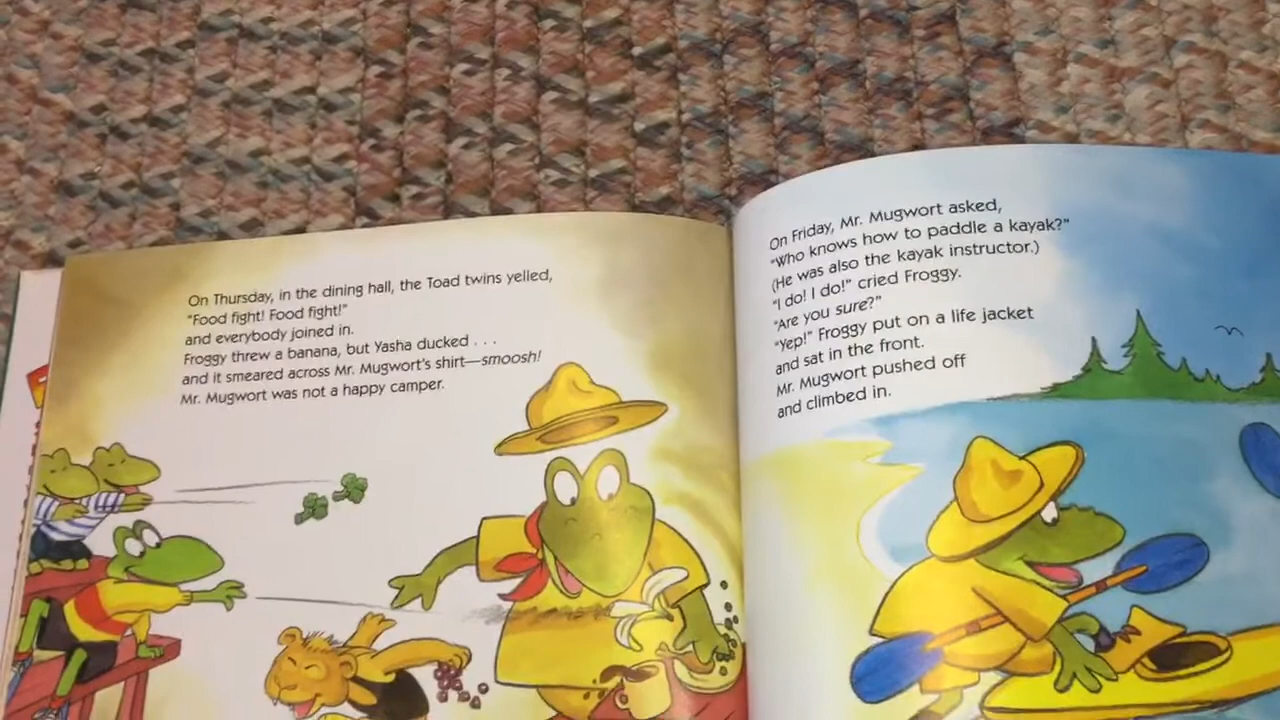 On Thursday, in the dining hall, the Toad twins yelled,
"Food fight! Food fight!"
and everybody joined in.
Froggy threw a banana, but Yasha ducked . . .
and it smeared across Mr. Mugwort's shirt—smoosh!
Mr. Mugwort was not a happy camper.
On Friday, Mr. Mugwort asked,
"Who knows how to paddle a kayak?"
(He was also the kayak instructor.)
"I do! I do!" cried Froggy.
"Are you sure?"
"Yep!" Froggy put on a life jacket
and sat in the front.
Mr. Mugwort pushed off
and climbed in.